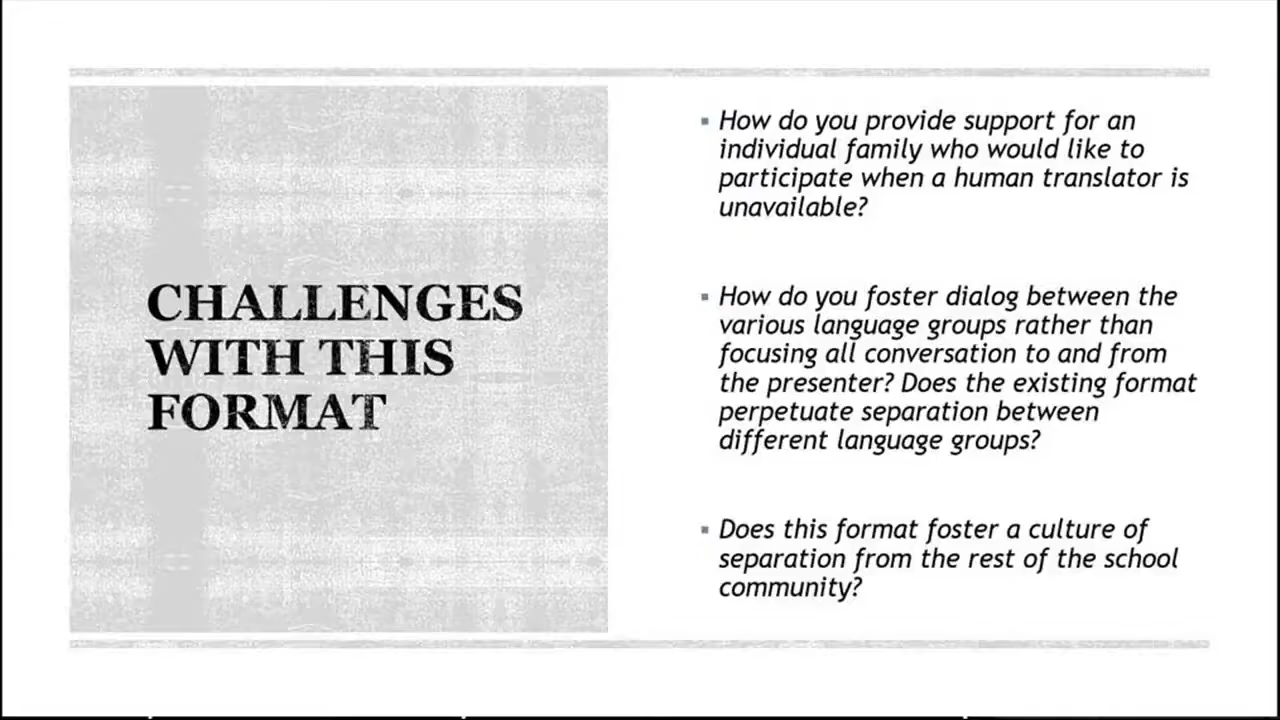 CHALLENGES
WITH THIS
FORMAT
▪ How do you provide support for an
individual family who would like to
participate when a human translator is
unavailable?
▪ How do you foster dialog between the
various language groups rather than
focusing all conversation to and from
the presenter? Does the existing format
perpetuate separation between
different language groups?
▪ Does this format foster a culture of
separation from the rest of the school
community?